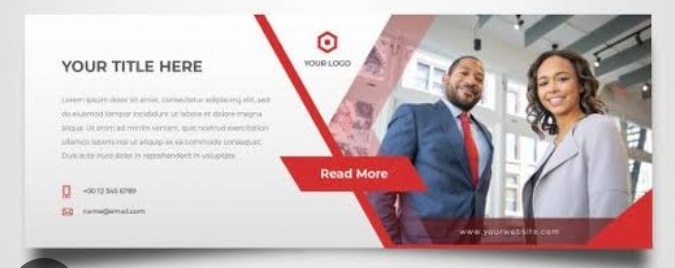 YOUR TITLE HERE
Lorem ipsum dolor sit amet, consectetur adipiscing elit, sed
do eiusmod tempor incididunt ut labore et dolore magna
aliqua. Ut enim ad minim veniam, quis nostrud exercitation
ullamco laboris nisi ut aliquip ex ea commodo consequat.
Duis aute irure dolor in reprehenderit in voluptate
+00 12 345 6789
name@email.com
YOUR LOGO
Read More
www.yourwebsite.com